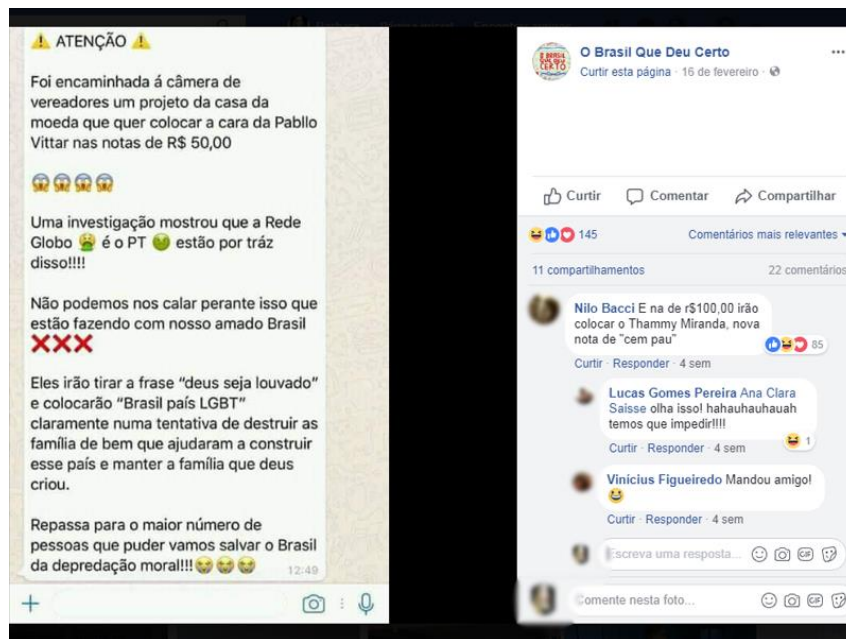 ⚠️ ATENÇÃO ⚠️
Foi encaminhada á câmera de
vereadores um projeto da casa da
moeda que quer colocar a cara da Pabllo
Vittar nas notas de R$ 50,00
😱😱😱😱
Uma investigação mostrou que a Rede
Globo 🤮 é o PT 🤢 estão por tráz
disso!!!!
Não podemos nos calar perante isso que
estão fazendo com nosso amado Brasil
❌❌❌
Eles irão tirar a frase “deus seja louvado”
e colocarão “Brasil país LGBT”
claramente numa tentativa de destruir as
família de bem que ajudaram a construir
esse país e manter a família que deus
criou.
Repassa para o maior número de
pessoas que puder vamos salvar o Brasil
da depredação moral!!!😭😭😭
12:49
O Brasil Que Deu Certo
Curtir esta página · 16 de fevereiro ·
Curtir Comentar Compartilhar
145 Comentários mais relevantes
11 compartilhamentos 22 comentários
Nilo Bacci E na de r$100,00 irão
colocar o Thammy Miranda, nova
nota de "cem pau"
85
Curtir · Responder · 4 sem
Lucas Gomes Pereira Ana Clara
Saisse olha isso! hahauhauhauah
temos que impedir!!!!
1
Curtir · Responder · 4 sem
Vinícius Figueiredo Mandou amigo!
😆
Curtir · Responder · 4 sem
Escreva uma resposta...
Comente nesta foto...